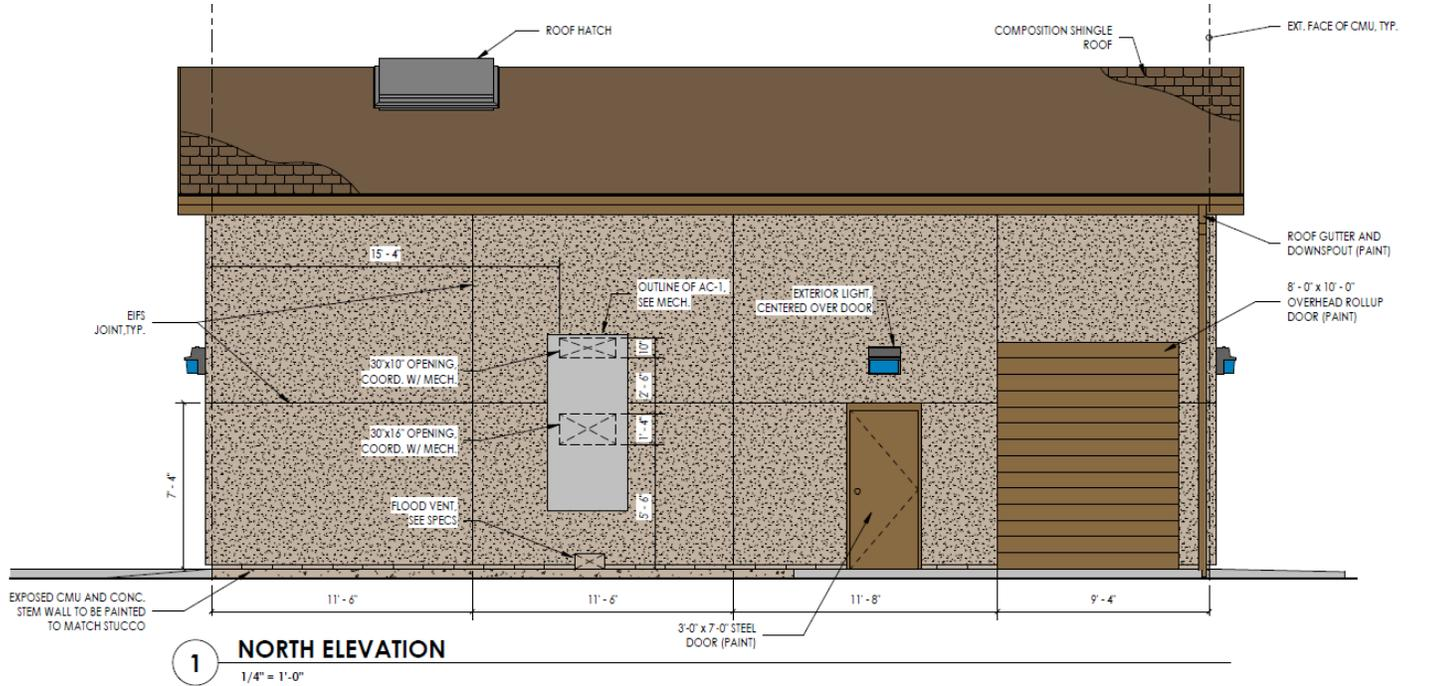 ROOF HATCH
COMPOSITION SHINGLE
ROOF
EXT. FACE OF CMU, TYP.
ROOF GUTTER AND
DOWNSPOUT (PAINT)
15' - 4"
8' - 0" x 10' - 0"
OVERHEAD ROLLUP
DOOR (PAINT)
OUTLINE OF AC-1,
SEE MECH.
EXTERIOR LIGHT,
CENTERED OVER DOOR
EIFS
JOINT,TYP.
30"x10" OPENING,
COORD. W/ MECH.
10"
2' - 6"
30"x16" OPENING,
COORD. W/ MECH.
1' - 4"
7' - 4"
FLOOD VENT,
SEE SPECS
5' - 6"
EXPOSED CMU AND CONC.
STEM WALL TO BE PAINTED
TO MATCH STUCCO
11' - 6"
11' - 6"
11' - 8"
9' - 4"
3'-0" x 7'-0" STEEL
DOOR (PAINT)
1
NORTH ELEVATION
1/4" = 1'-0"